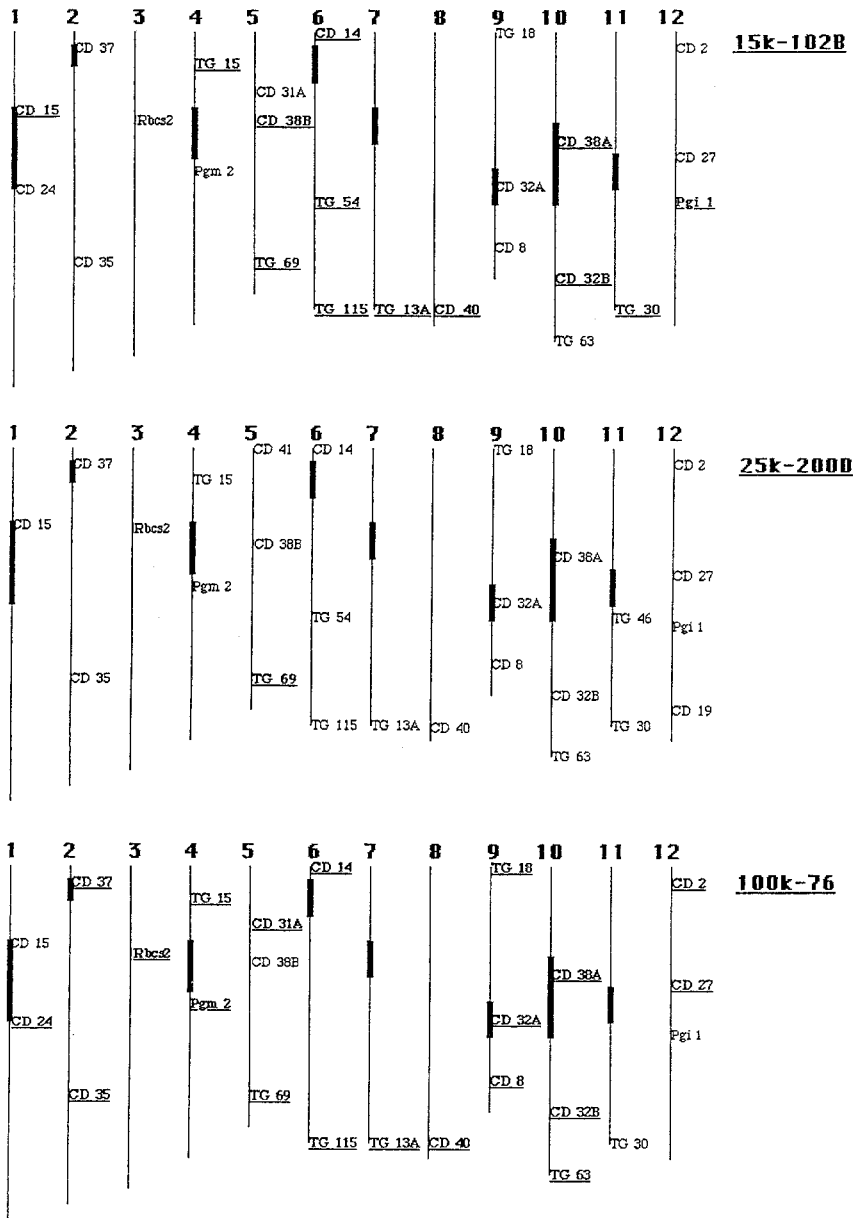 1 2 3 4 5 6 7 8 9 10 11 12
15k-102B
CD 14
TG 18
CD 37
CD 2
TG 15
CD 31A
CD 15
Rbcs2
CD 38B
CD 38A
CD 27
Pgm 2
CD 24
CD 32A
TG 54
Pgi 1
CD 8
CD 35
TG 69
CD 32B
TG 115
TG 13A
CD 40
TG 30
TG 63
1 2 3 4 5 6 7 8 9 10 11 12
CD 41
CD 14
TG 18
CD 37
CD 2
25k-200D
TG 15
CD 15
Rbcs2
CD 38B
CD 38A
CD 27
Pgm 2
CD 32A
TG 54
TG 46
Pgi 1
CD 8
CD 35
TG 69
CD 32B
CD 19
TG 115
TG 13A
CD 40
TG 30
TG 63
1 2 3 4 5 6 7 8 9 10 11 12
CD 14
TG 18
CD 37
CD 2
100k-76
TG 15
CD 31A
CD 15
Rbcs2
CD 38B
CD 38A
CD 27
Pgm 2
CD 24
CD 32A
Pgi 1
CD 8
CD 35
TG 69
CD 32B
TG 115
TG 13A
CD 40
TG 30
TG 63